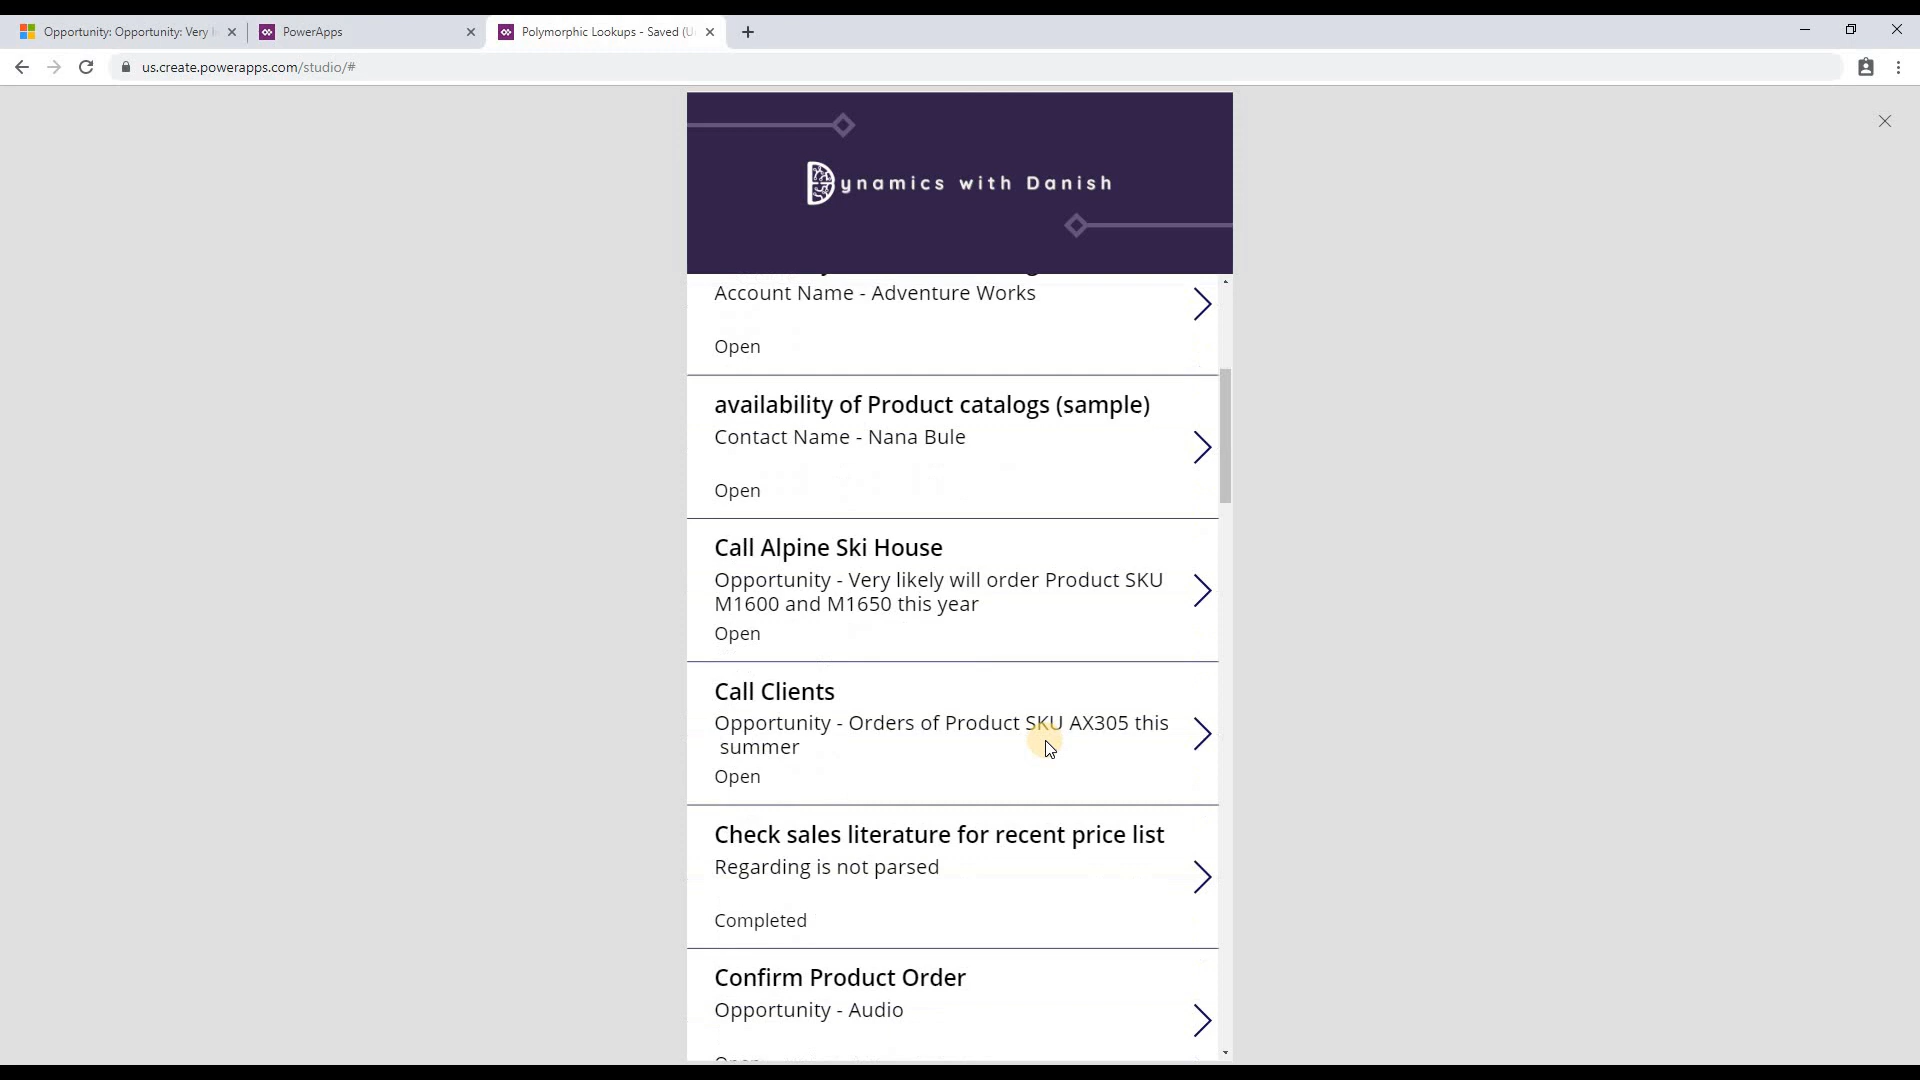 Opportunity: Opportunity: Very
PowerApps
Polymorphic Lookups - Saved (U
us.create.powerapps.com/studio/#
Dynamics with Danish
Account Name - Adventure Works
Open
availability of Product catalogs (sample)
Contact Name - Nana Bule
Open
Call Alpine Ski House
Opportunity - Very likely will order Product SKU
M1600 and M1650 this year
Open
Call Clients
Opportunity - Orders of Product SKU AX305 this
summer
Open
Check sales literature for recent price list
Regarding is not parsed
Completed
Confirm Product Order
Opportunity - Audio